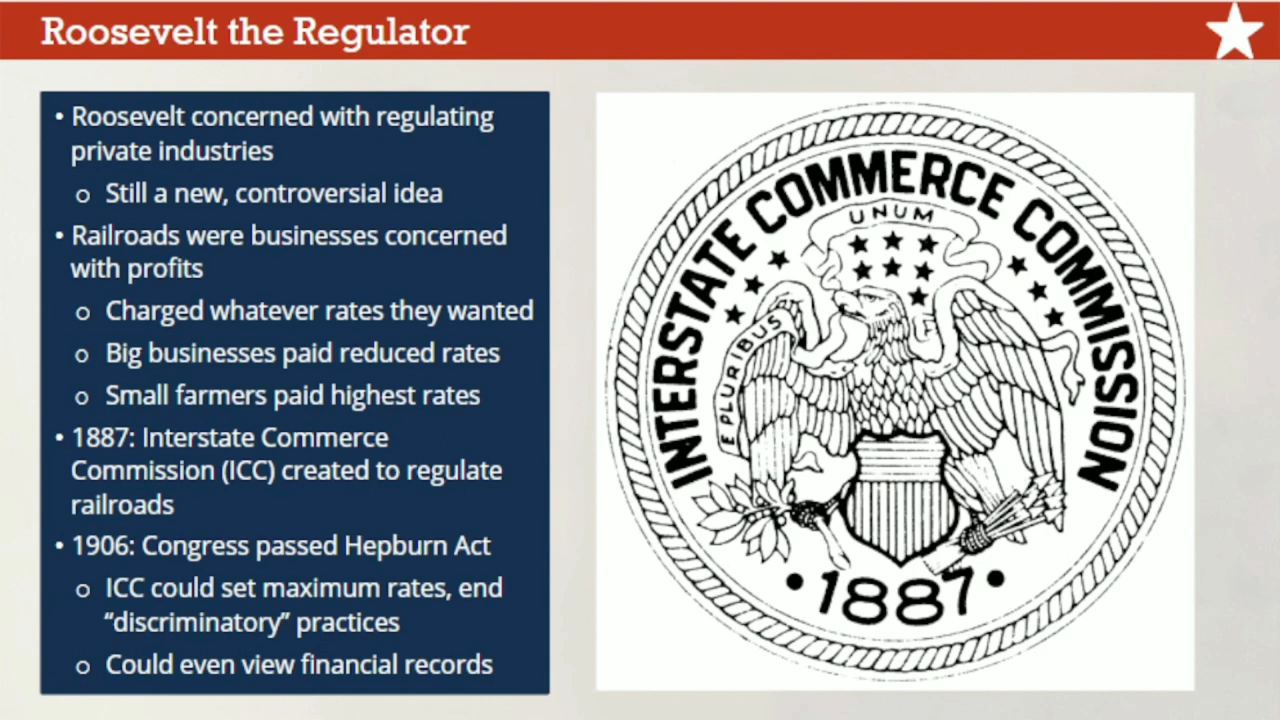 Roosevelt the Regulator
• Roosevelt concerned with regulating
private industries
o Still a new, controversial idea
• Railroads were businesses concerned
with profits
o Charged whatever rates they wanted
o Big businesses paid reduced rates
o Small farmers paid highest rates
• 1887: Interstate Commerce
Commission (ICC) created to regulate
railroads
• 1906: Congress passed Hepburn Act
o ICC could set maximum rates, end
“discriminatory” practices
o Could even view financial records
INTERSTATE COMMERCE COMMISSION
E PLURIBUS
UNUM
• 1887 •